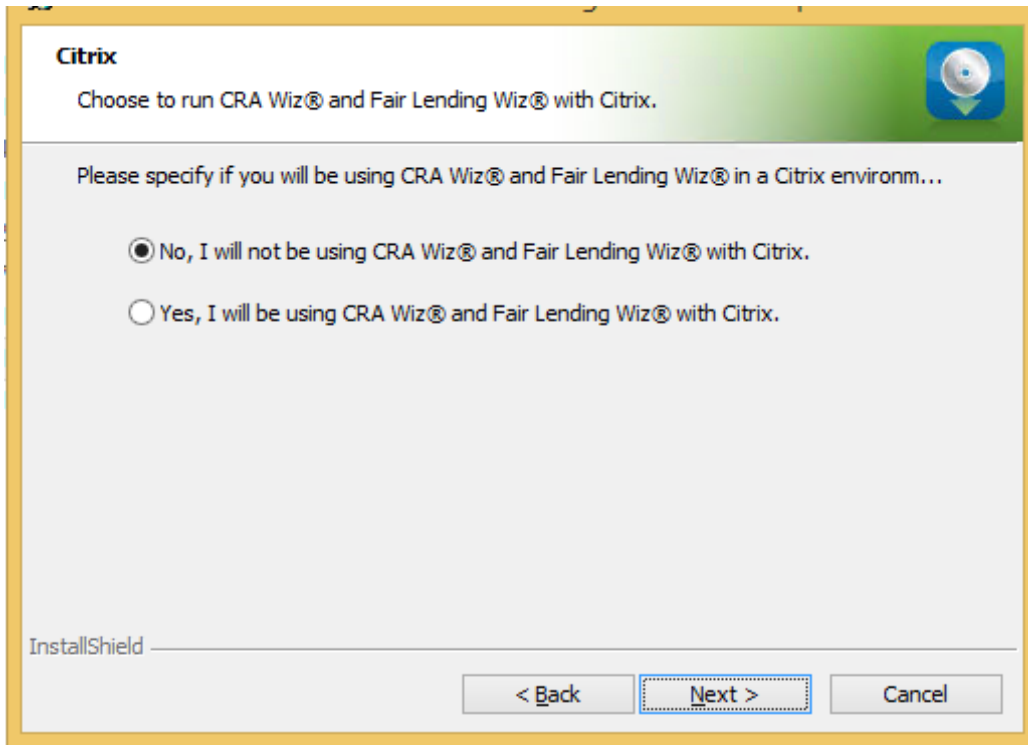 Citrix
Choose to run CRA Wiz® and Fair Lending Wiz® with Citrix.
Please specify if you will be using CRA Wiz® and Fair Lending Wiz® in a Citrix environm...
No, I will not be using CRA Wiz® and Fair Lending Wiz® with Citrix.
Yes, I will be using CRA Wiz® and Fair Lending Wiz® with Citrix.
InstallShield
< Back
Next >
Cancel